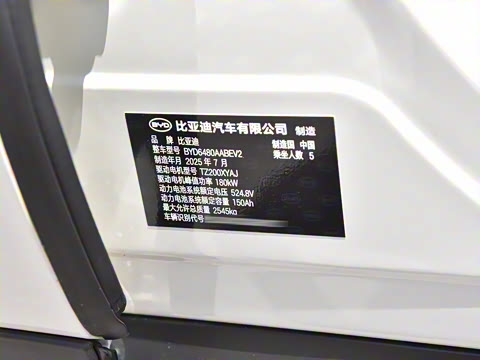 BYD 比亚迪汽车有限公司 制造
品 牌 比亚迪 制造国 中国
整车型号 BYD6480AABEV2 乘坐人数 5
制造年月 2025 年 7 月
驱动电机型号 TZ200XYAJ
驱动电机峰值功率 180kW
动力电池系统额定电压 524.8V
动力电池系统额定容量 150Ah
最大允许总质量 2545kg
车辆识别代号